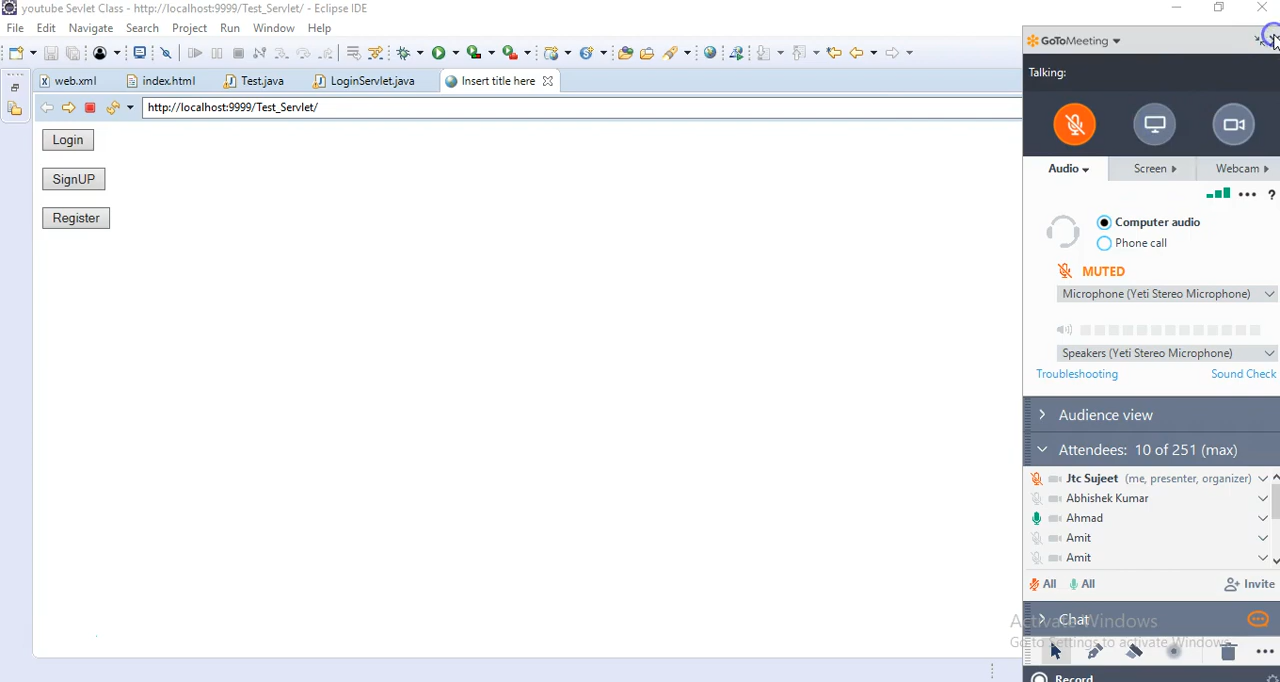 youtube Sevlet Class - http://localhost:9999/Test_Servlet/ - Eclipse IDE
File Edit Navigate Search Project Run Window Help
web.xml index.html Test.java LoginServlet.java Insert title here
http://localhost:9999/Test_Servlet/
Login
SignUP
Register
GoToMeeting
Talking:
Audio Screen Webcam
?
Computer audio
Phone call
MUTED
Microphone (Yeti Stereo Microphone)
Speakers (Yeti Stereo Microphone)
Troubleshooting Sound Check
Audience view
Attendees: 10 of 251 (max)
Jtc Sujeet (me, presenter, organizer)
Abhishek Kumar
Ahmad
Amit
Amit
All All Invite
Chat
Activate Windows
Go to Settings to activate Windows.
Record